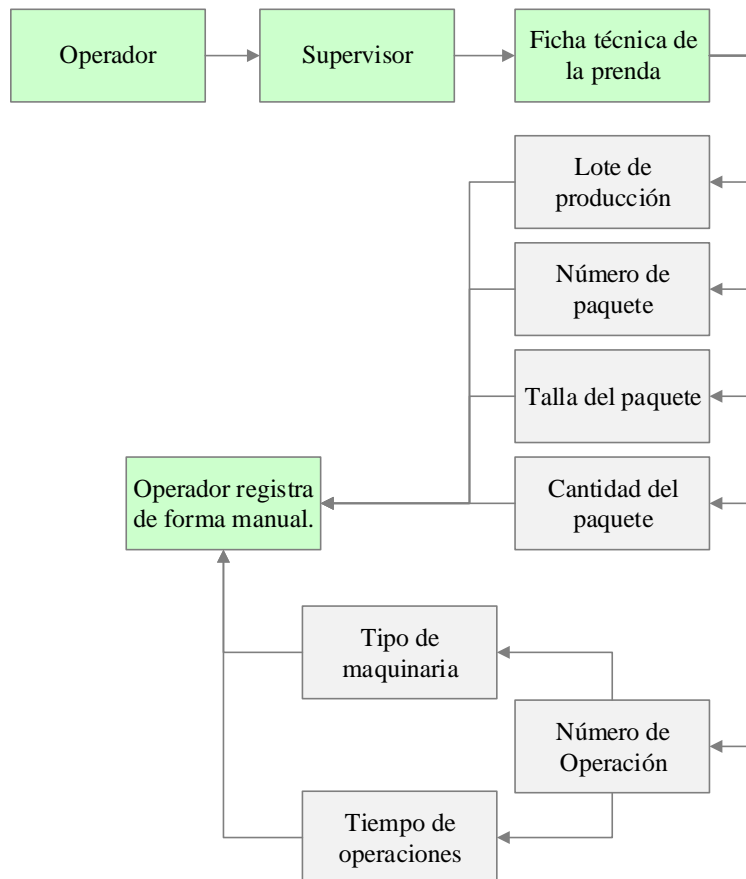 Operador
Supervisor
Ficha técnica de
la prenda
Lote de
producción
Número de
paquete
Talla del paquete
Operador registra
de forma manual.
Cantidad del
paquete
Tipo de
maquinaria
Número de
Operación
Tiempo de
operaciones